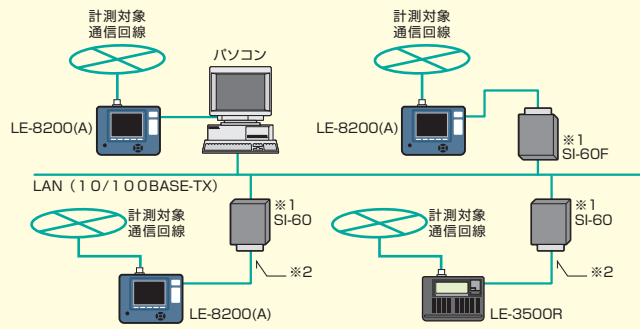 計測対象
通信回線
パソコン
LE-8200(A)
計測対象
通信回線
LE-8200(A)
※1
SI-60F
LAN（10/100BASE-TX）
計測対象
通信回線
※1
SI-60
※2
LE-8200(A)
計測対象
通信回線
※1
SI-60
※2
LE-3500R